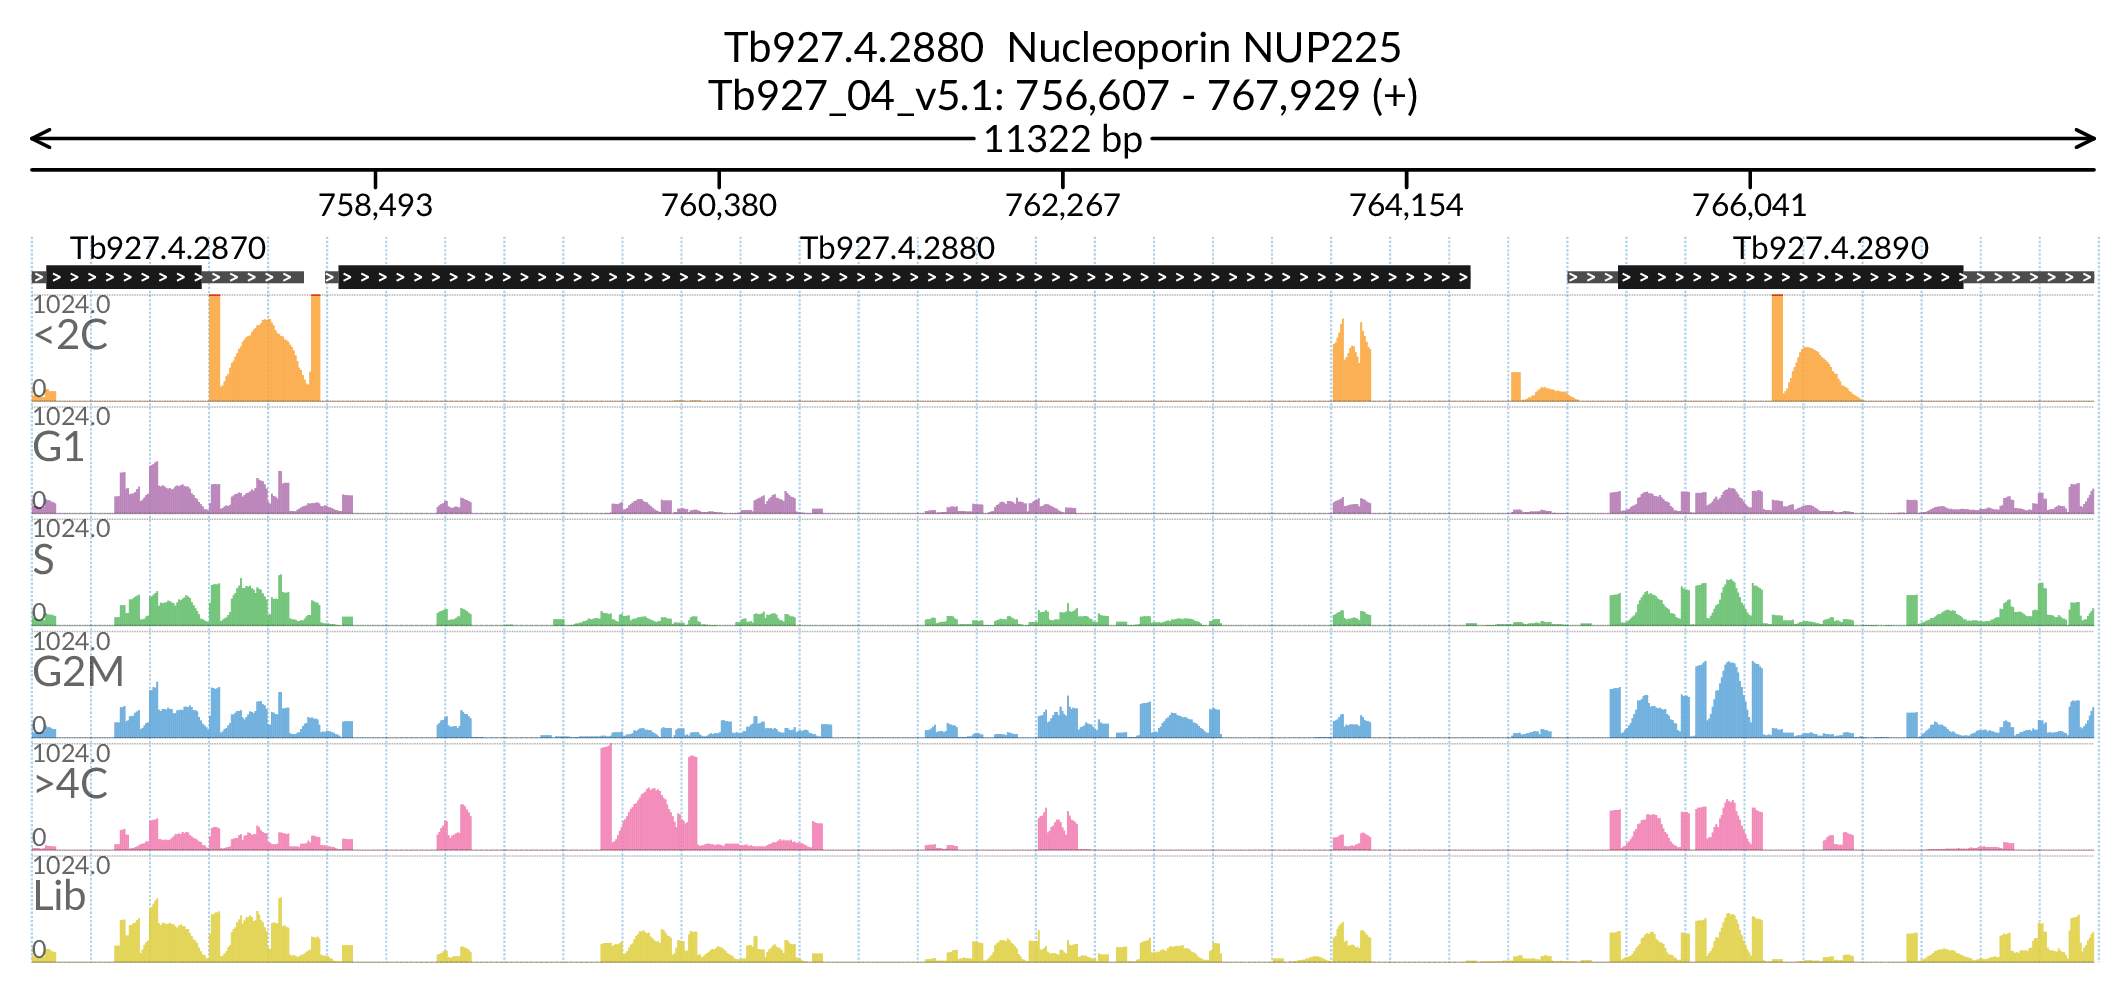 Tb927.4.2880  Nucleoporin NUP225
Tb927_04_v5.1: 756,607 - 767,929 (+)
11322 bp
758,493 760,380 762,267 764,154 766,041
Tb927.4.2870 Tb927.4.2880 Tb927.4.2890
1024.0
<2C
0
1024.0
G1
0
1024.0
S
0
1024.0
G2M
0
1024.0
>4C
0
1024.0
Lib
0